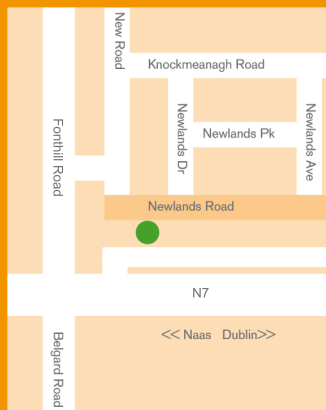 New Road
Knockmeanagh Road
Fonthill Road
Newlands Dr
Newlands Pk
Newlands Ave
Newlands Road
N7
<< Naas Dublin>>
Belgard Road